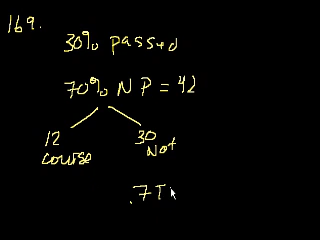 169.
30% passed
70% NP = 42
12 30
course Not
.7T